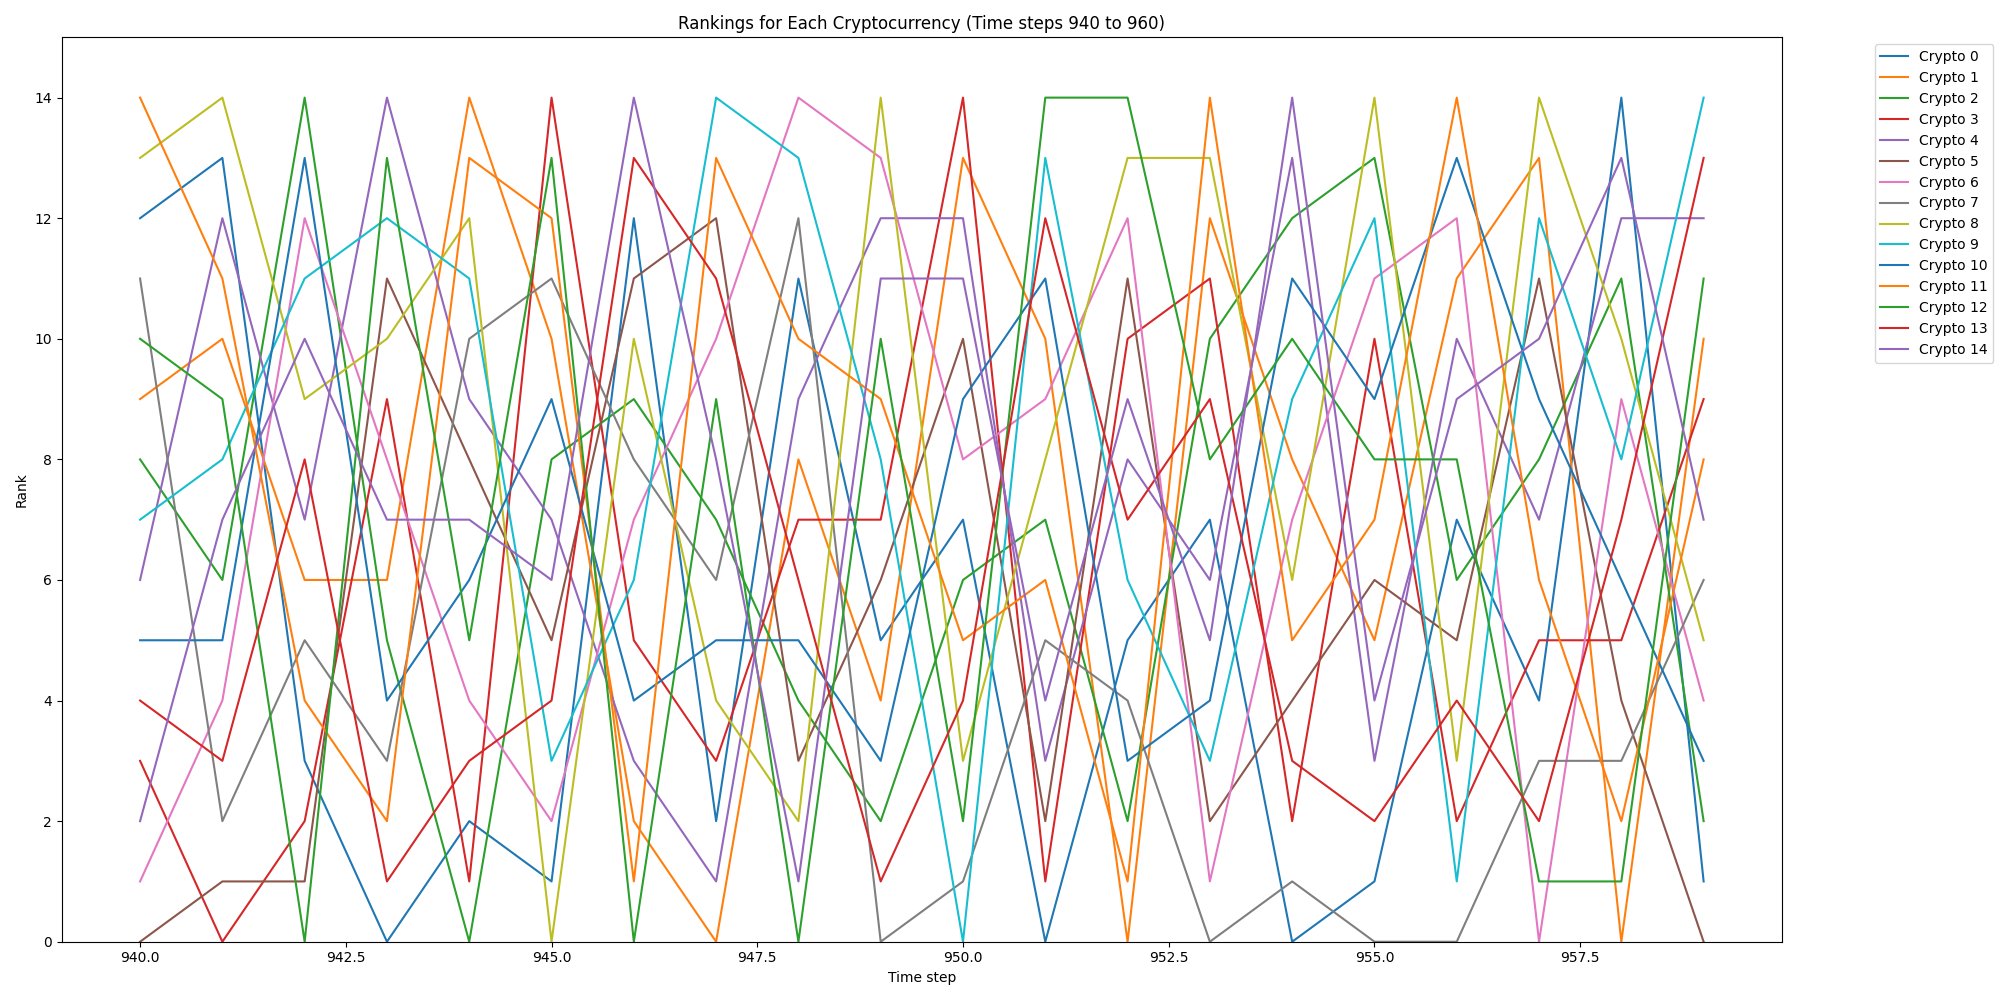 Rankings for Each Cryptocurrency (Time steps 940 to 960)
Rank
14
12
10
8
6
4
2
0
940.0 942.5 945.0 947.5 950.0 952.5 955.0 957.5
Time step
Crypto 0
Crypto 1
Crypto 2
Crypto 3
Crypto 4
Crypto 5
Crypto 6
Crypto 7
Crypto 8
Crypto 9
Crypto 10
Crypto 11
Crypto 12
Crypto 13
Crypto 14